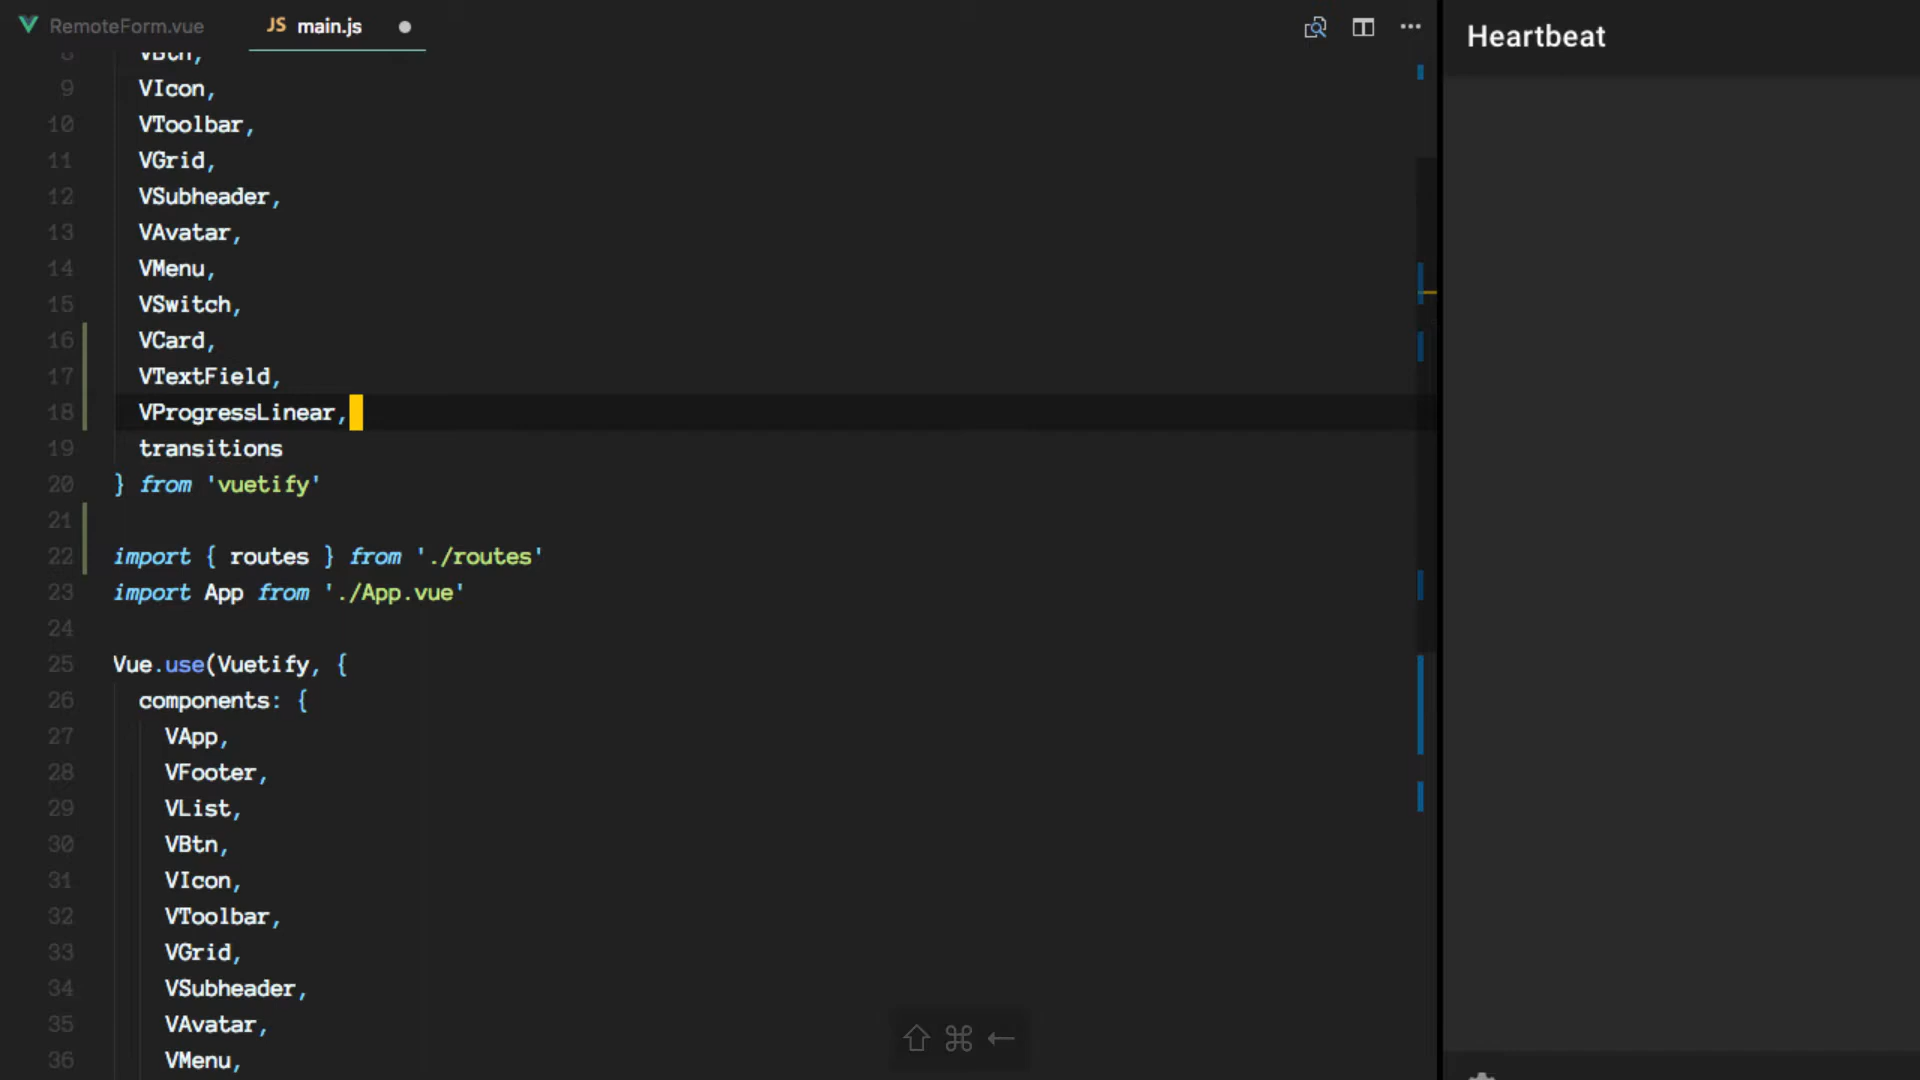 RemoteForm.vue
JS main.js
Heartbeat
8 VBtn,
9 VIcon,
10 VToolbar,
11 VGrid,
12 VSubheader,
13 VAvatar,
14 VMenu,
15 VSwitch,
16 VCard,
17 VTextField,
18 VProgressLinear,
19 transitions
20 } from 'vuetify'
21
22 import { routes } from './routes'
23 import App from './App.vue'
24
25 Vue.use(Vuetify, {
26 components: {
27 VApp,
28 VFooter,
29 VList,
30 VBtn,
31 VIcon,
32 VToolbar,
33 VGrid,
34 VSubheader,
35 VAvatar,
36 VMenu,
⇧ ⌘ ←